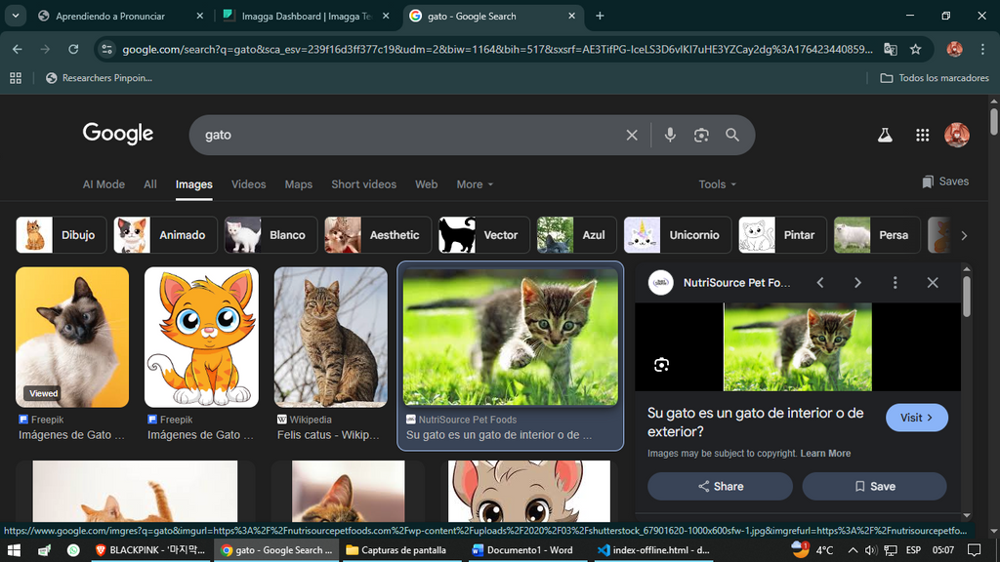 Aprendiendo a Pronunciar
Imagga Dashboard | Imagga Te
gato - Google Search
google.com/search?q=gato&sca_esv=239f16d3ff377c19&udm=2&biw=1164&bih=517&sxsrf=AE3TifPG-IceLS3D6vIKI7uHE3YZCay2dg%3A176423440859...
Researchers Pinpoin...
Todos los marcadores
Google
gato
AI Mode
All
Images
Videos
Maps
Short videos
Web
More
Tools
Saves
Dibujo
Animado
Blanco
Aesthetic
Vector
Azul
Unicornio
Pintar
Persa
Viewed
Freepik
Imágenes de Gato ...
Freepik
Imágenes de Gato ...
Wikipedia
Felis catus - Wikip...
NutriSource Pet Foods
Su gato es un gato de interior o de ...
NutriSource Pet Fo...
Su gato es un gato de interior o de
exterior?
Visit
Images may be subject to copyright. Learn More
Share
Save
https://www.google.com/imgres?q=gato&imgurl=https%3A%2F%2Fnutrisourcepetfoods.com%2Fwp-content%2Fuploads%2F2020%2F03%2Fshutterstock_67901620-1000x600sfw-1.jpg&imgrefurl=https%3A%2F%2Fnutrisourcepetfo...
BLACKPINK - '마지막...
gato - Google Search ...
Capturas de pantalla
Documento1 - Word
index-offline.html - d...
4°C
ESP
05:07